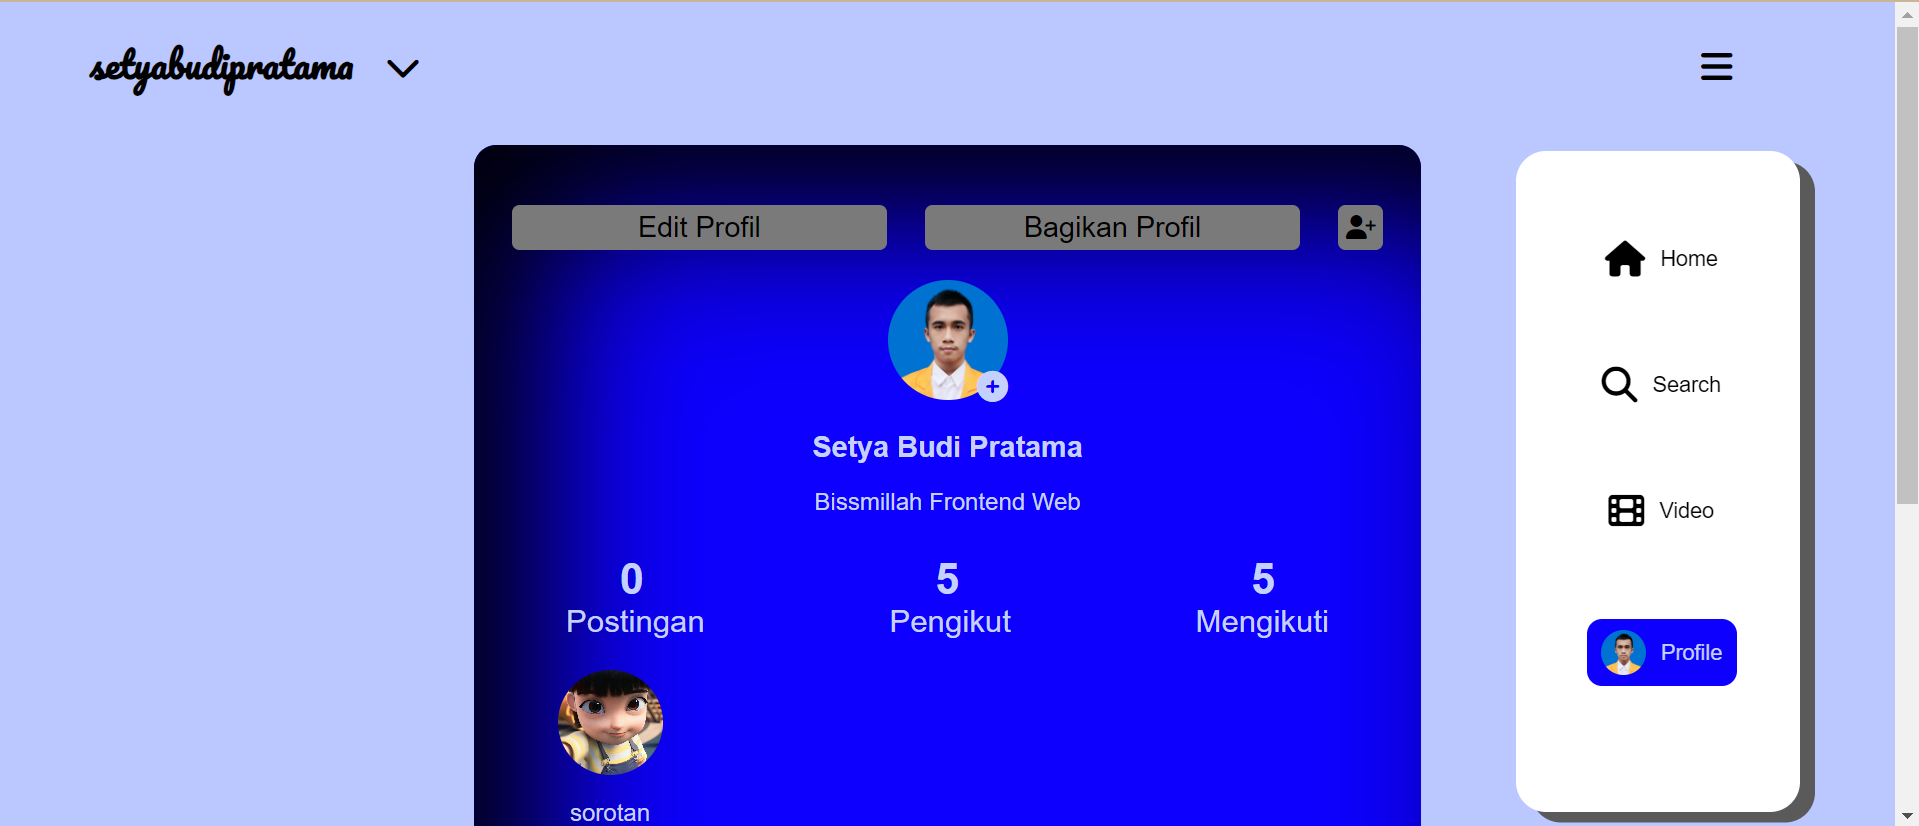 setyabudipratama
Edit Profil
Bagikan Profil
Setya Budi Pratama
Bissmillah Frontend Web
0
Postingan
5
Pengikut
5
Mengikuti
sorotan
Home
Search
Video
Profile